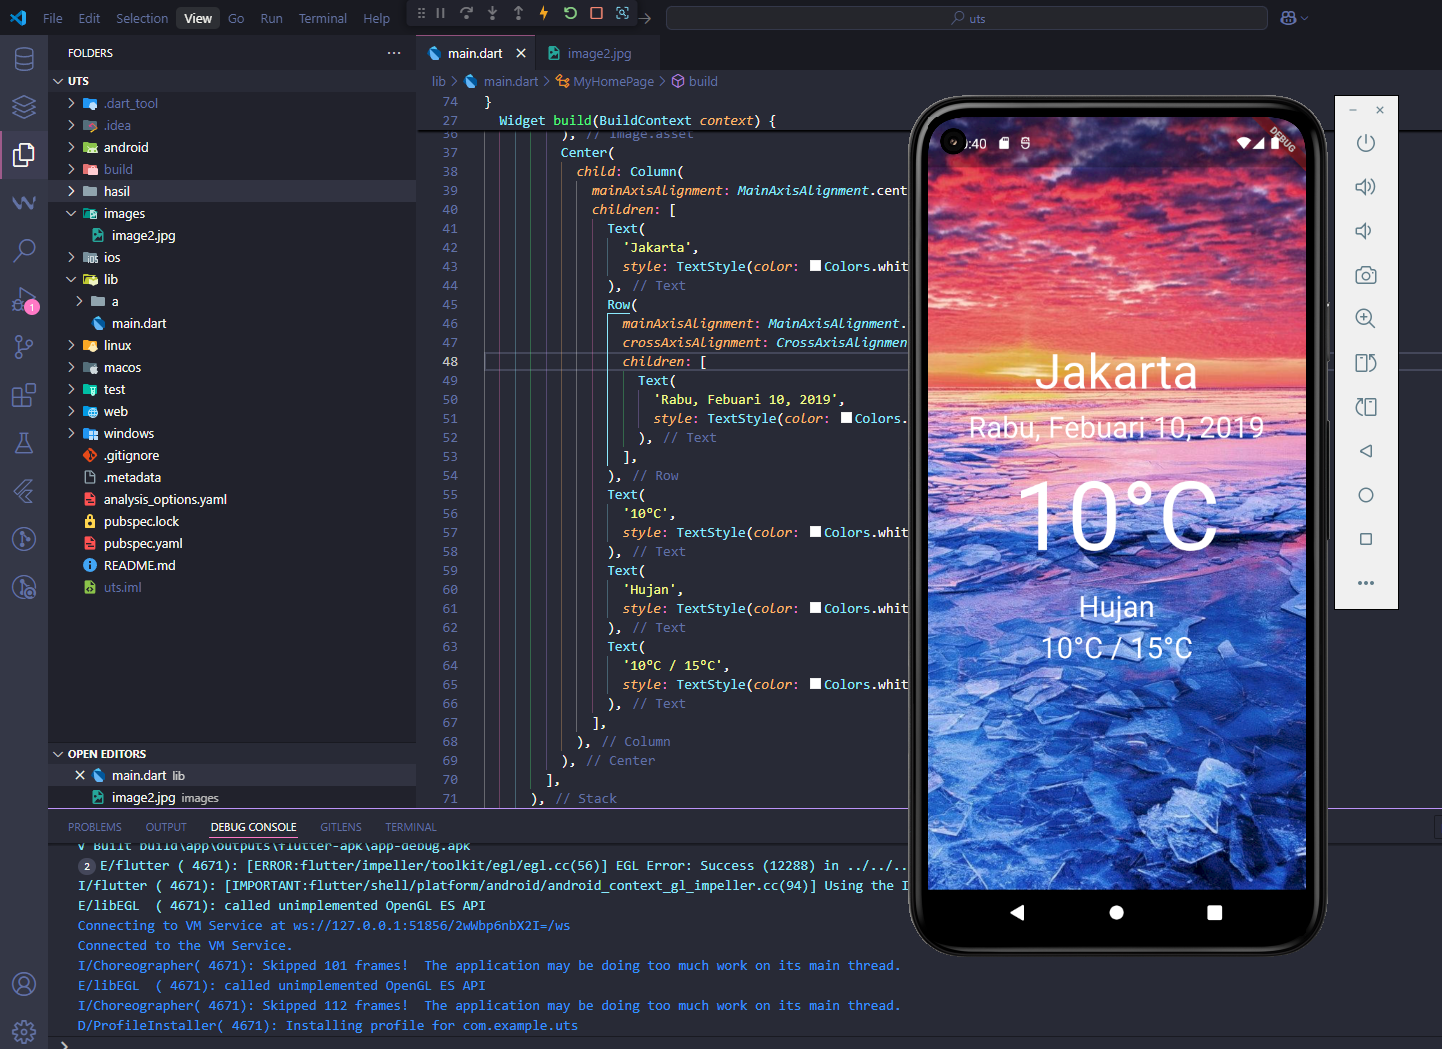 File Edit Selection View Go Run Terminal Help
uts
FOLDERS
UTS
.dart_tool
.idea
android
build
hasil
images
image2.jpg
ios
lib
a
main.dart
linux
macos
test
web
windows
.gitignore
.metadata
analysis_options.yaml
pubspec.lock
pubspec.yaml
README.md
uts.iml
OPEN EDITORS
main.dart lib
image2.jpg images
1
main.dart
image2.jpg
lib > main.dart > MyHomePage > build
74 }
27 Widget build(BuildContext context) {
36 ), // Image.asset
37 Center(
38 child: Column(
39 mainAxisAlignment: MainAxisAlignment.cent
40 children: [
41 Text(
42 'Jakarta',
43 style: TextStyle(color: Colors.whit
44 ), // Text
45 Row(
46 mainAxisAlignment: MainAxisAlignment.
47 crossAxisAlignment: CrossAxisAlignmen
48 children: [
49 Text(
50 'Rabu, Febuari 10, 2019',
51 style: TextStyle(color: Colors.
52 ), // Text
53 ],
54 ), // Row
55 Text(
56 '10°C',
57 style: TextStyle(color: Colors.whit
58 ), // Text
59 Text(
60 'Hujan',
61 style: TextStyle(color: Colors.whit
62 ), // Text
63 Text(
64 '10°C / 15°C',
65 style: TextStyle(color: Colors.whit
66 ), // Text
67 ],
68 ), // Column
69 ), // Center
70 ],
71 ), // Stack
PROBLEMS OUTPUT DEBUG CONSOLE GITLENS TERMINAL
√ Built build\app\outputs\flutter-apk\app-debug.apk
2 E/flutter ( 4671): [ERROR:flutter/impeller/toolkit/egl/egl.cc(56)] EGL Error: Success (12288) in ../../..
I/flutter ( 4671): [IMPORTANT:flutter/shell/platform/android/android_context_gl_impeller.cc(94)] Using the I
E/libEGL  ( 4671): called unimplemented OpenGL ES API
Connecting to VM Service at ws://127.0.0.1:51856/2wWbp6nbX2I=/ws
Connected to the VM Service.
I/Choreographer( 4671): Skipped 101 frames!  The application may be doing too much work on its main thread.
E/libEGL  ( 4671): called unimplemented OpenGL ES API
I/Choreographer( 4671): Skipped 112 frames!  The application may be doing too much work on its main thread.
D/ProfileInstaller( 4671): Installing profile for com.example.uts
:40
DEBUG
Jakarta
Rabu, Febuari 10, 2019
10°C
Hujan
10°C / 15°C